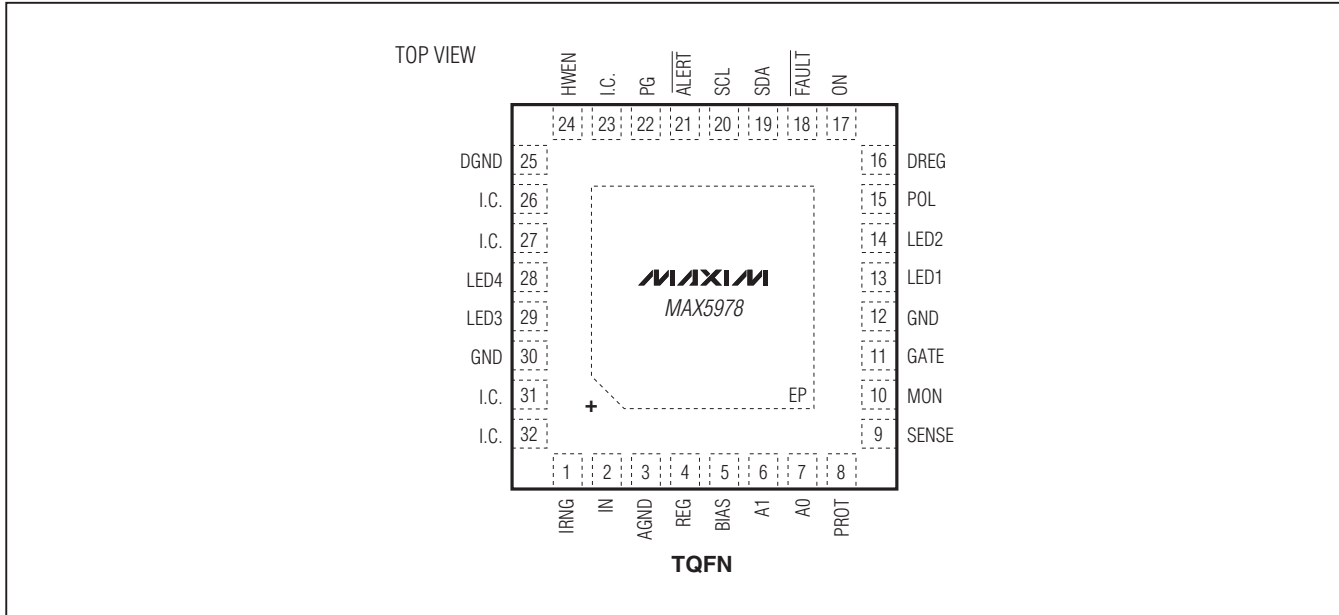 TOP VIEW
HWEN I.C. PG ALERT SCL SDA FAULT ON
24 23 22 21 20 19 18 17
DGND 25 16 DREG
I.C. 26 15 POL
I.C. 27 14 LED2
LED4 28 13 LED1
LED3 29 12 GND
GND 30 11 GATE
I.C. 31 10 MON
I.C. 32 9 SENSE
MAXIM
MAX5978
EP
+
1 2 3 4 5 6 7 8
IRNG IN AGND REG BIAS A1 A0 PROT
TQFN